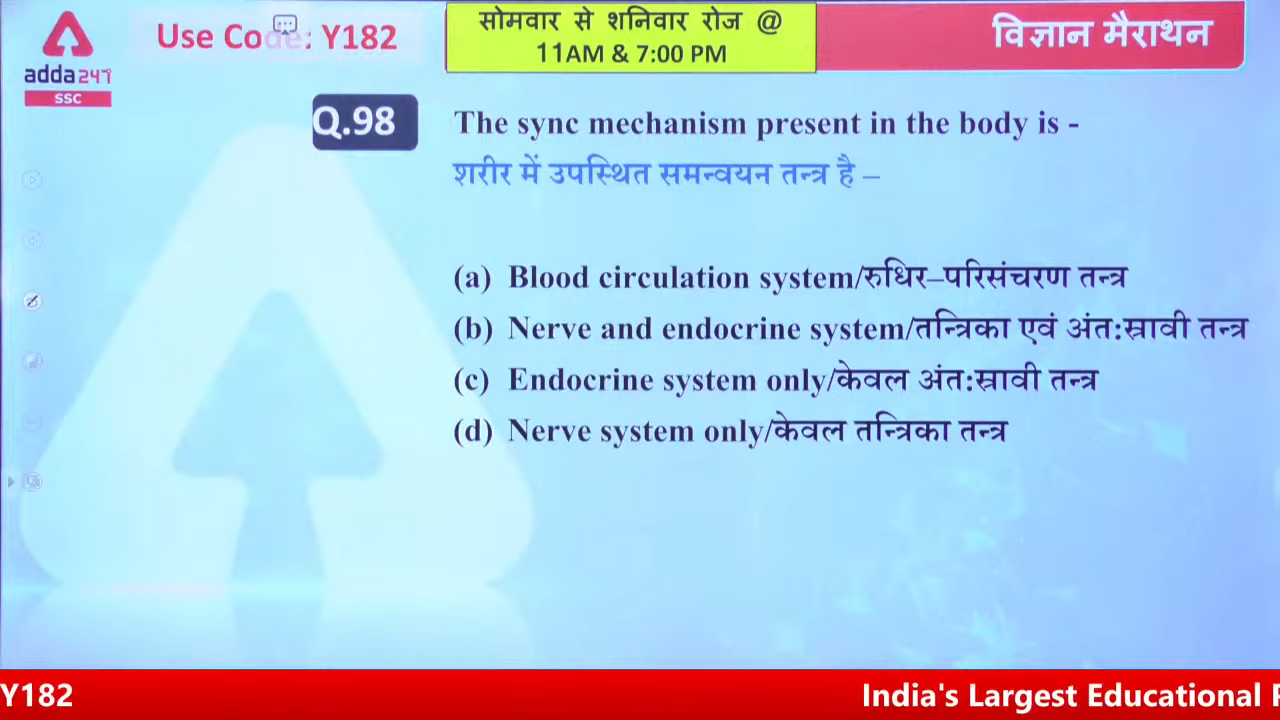 adda247
SSC
Use Code: Y182
सोमवार से शनिवार रोज @
11AM & 7:00 PM
विज्ञान मैराथन
Q.98
The sync mechanism present in the body is -
शरीर में उपस्थित समन्वयन तन्त्र है –
(a) Blood circulation system/रुधिर–परिसंचरण तन्त्र
(b) Nerve and endocrine system/तन्त्रिका एवं अंत:स्रावी तन्त्र
(c) Endocrine system only/केवल अंत:स्रावी तन्त्र
(d) Nerve system only/केवल तन्त्रिका तन्त्र
Y182
India's Largest Educational